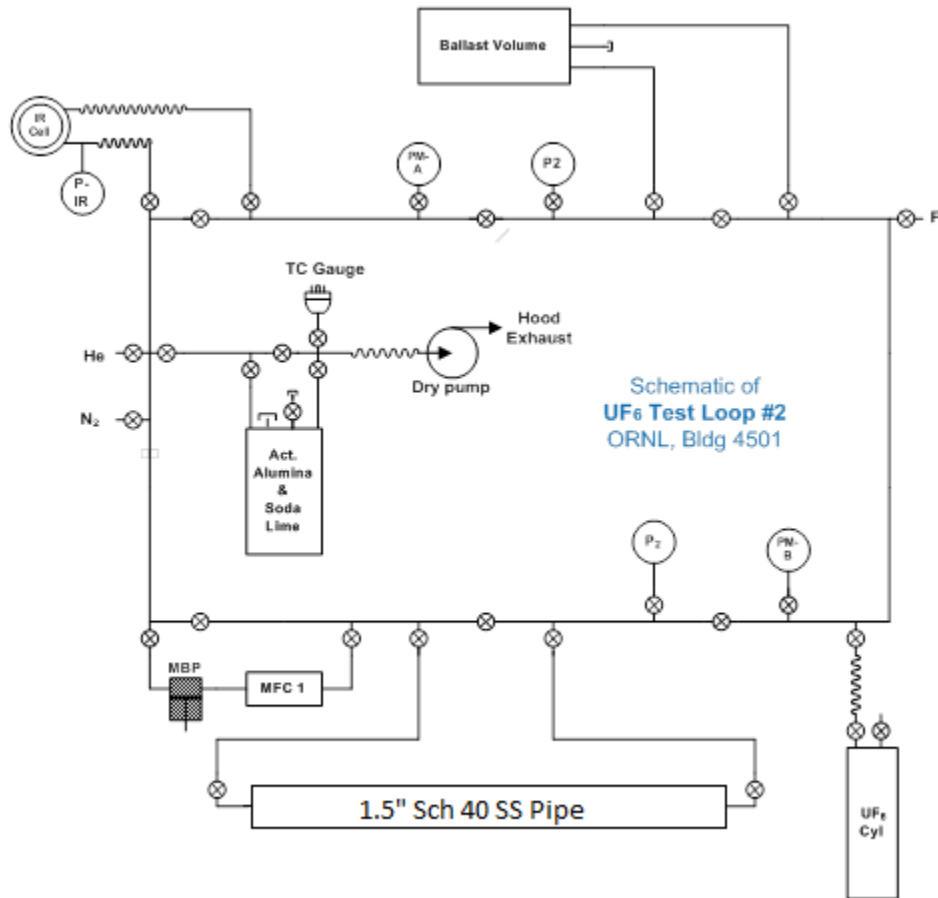 Ballast Volume
IR
Cell
P-
IR
PM-
A
P2
F
TC Gauge
Hood
Exhaust
He
Dry pump
Schematic of
UF₆ Test Loop #2
ORNL, Bldg 4501
N₂
Act.
Alumina
&
Soda
Lime
P₂
PM-
B
MBP
MFC 1
1.5" Sch 40 SS Pipe
UF₆
Cyl